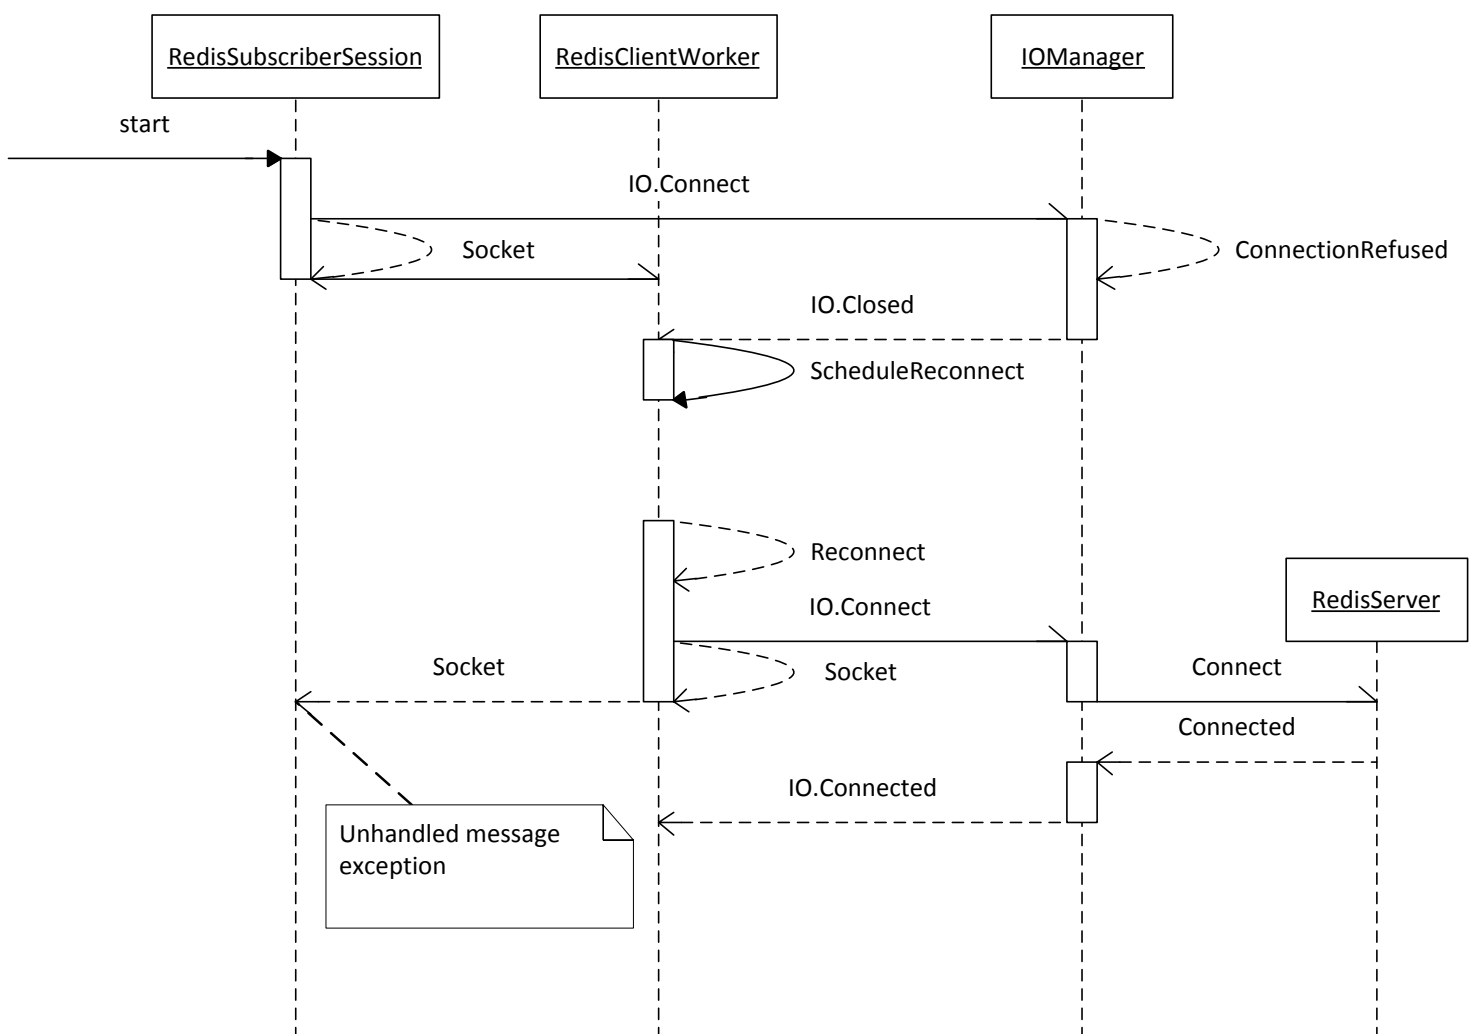 RedisSubscriberSession
RedisClientWorker
IOManager
start
IO.Connect
Socket
ConnectionRefused
IO.Closed
ScheduleReconnect
Reconnect
IO.Connect
RedisServer
Socket
Socket
Connect
Connected
IO.Connected
Unhandled message
exception